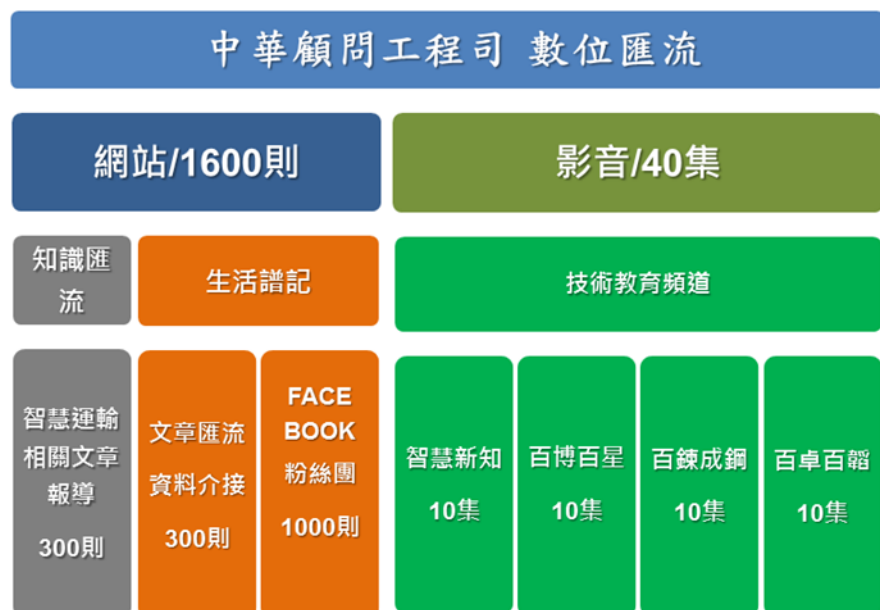 中華顧問工程司 數位匯流
網站/1600則
影音/40集
知識匯
流
生活譜記
技術教育頻道
智慧運輸
相關文章
報導
300則
文章匯流
資料介接
300則
FACE
BOOK
粉絲團
1000則
智慧新知
10集
百博百星
10集
百鍊成鋼
10集
百卓百韜
10集